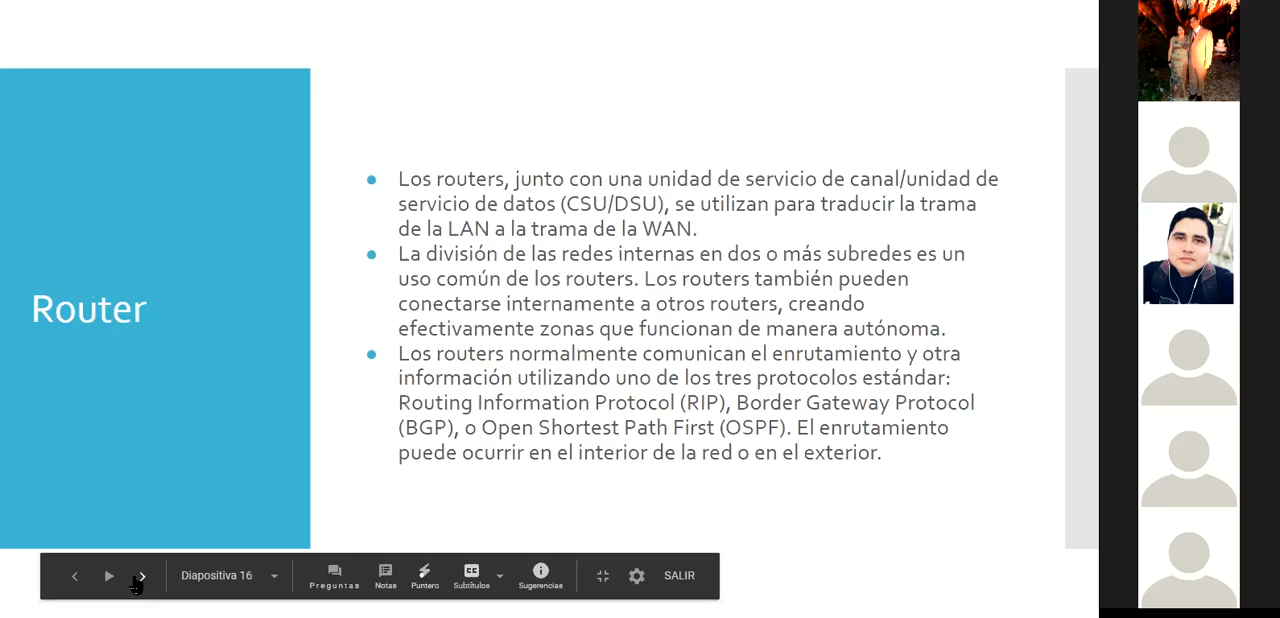 Router
Los routers, junto con una unidad de servicio de canal/unidad de
servicio de datos (CSU/DSU), se utilizan para traducir la trama
de la LAN a la trama de la WAN.
La división de las redes internas en dos o más subredes es un
uso común de los routers. Los routers también pueden
conectarse internamente a otros routers, creando
efectivamente zonas que funcionan de manera autónoma.
Los routers normalmente comunican el enrutamiento y otra
información utilizando uno de los tres protocolos estándar:
Routing Information Protocol (RIP), Border Gateway Protocol
(BGP), o Open Shortest Path First (OSPF). El enrutamiento
puede ocurrir en el interior de la red o en el exterior.
Diapositiva 16
Preguntas
Notas
Puntero
CC
Subtítulos
Sugerencias
SALIR